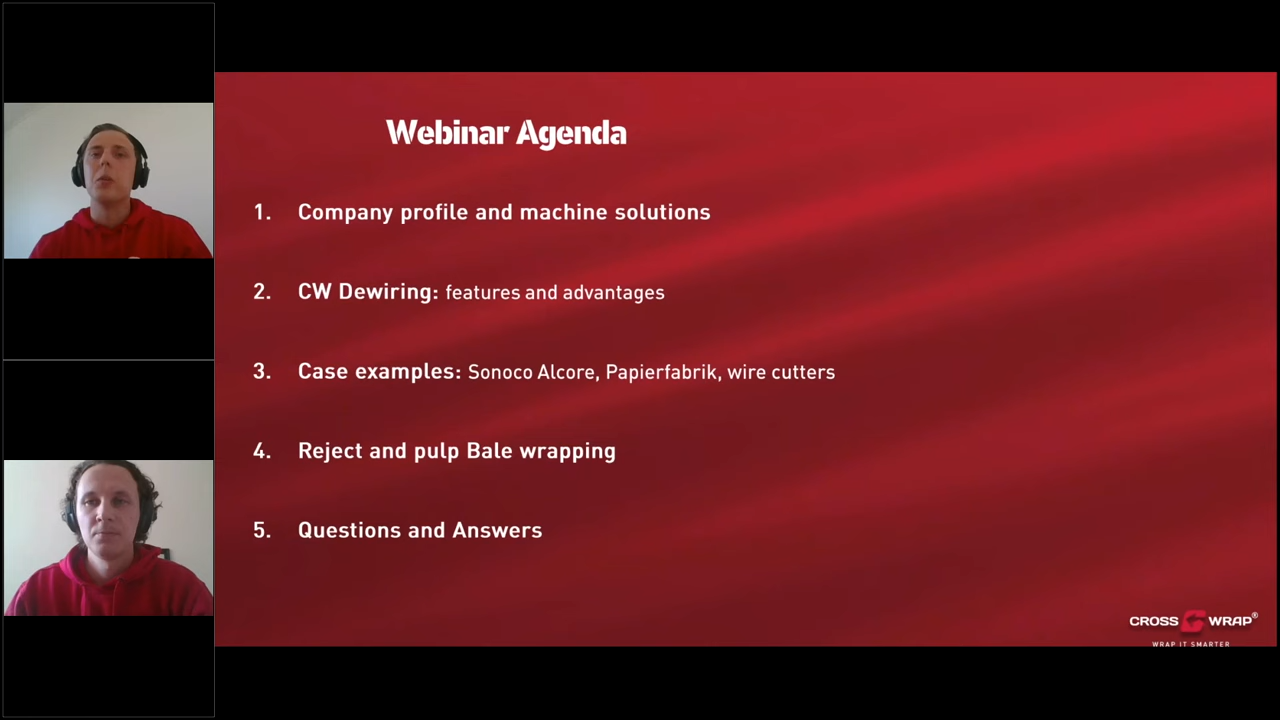 Webinar Agenda
1. Company profile and machine solutions
2. CW Dewiring: features and advantages
3. Case examples: Sonoco Alcore, Papierfabrik, wire cutters
4. Reject and pulp Bale wrapping
5. Questions and Answers
CROSS WRAP®
WRAP IT SMARTER